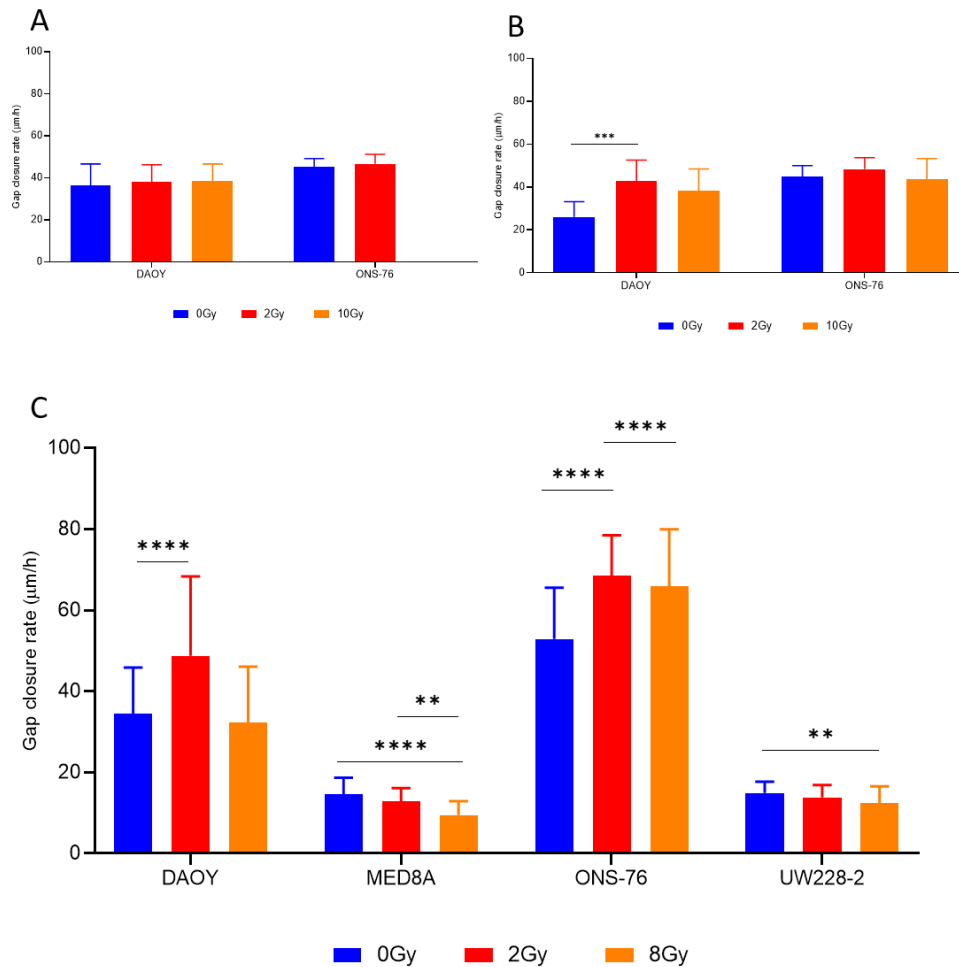 A
Gap closure rate (µm/h)
100
80
60
40
20
0
DAOY
ONS-76
0Gy
2Gy
10Gy
B
Gap closure rate (µm/h)
100
80
60
40
20
0
***
DAOY
ONS-76
0Gy
2Gy
10Gy
C
Gap closure rate (µm/h)
100
80
60
40
20
0
****
**
****
****
****
**
DAOY
MED8A
ONS-76
UW228-2
0Gy
2Gy
8Gy